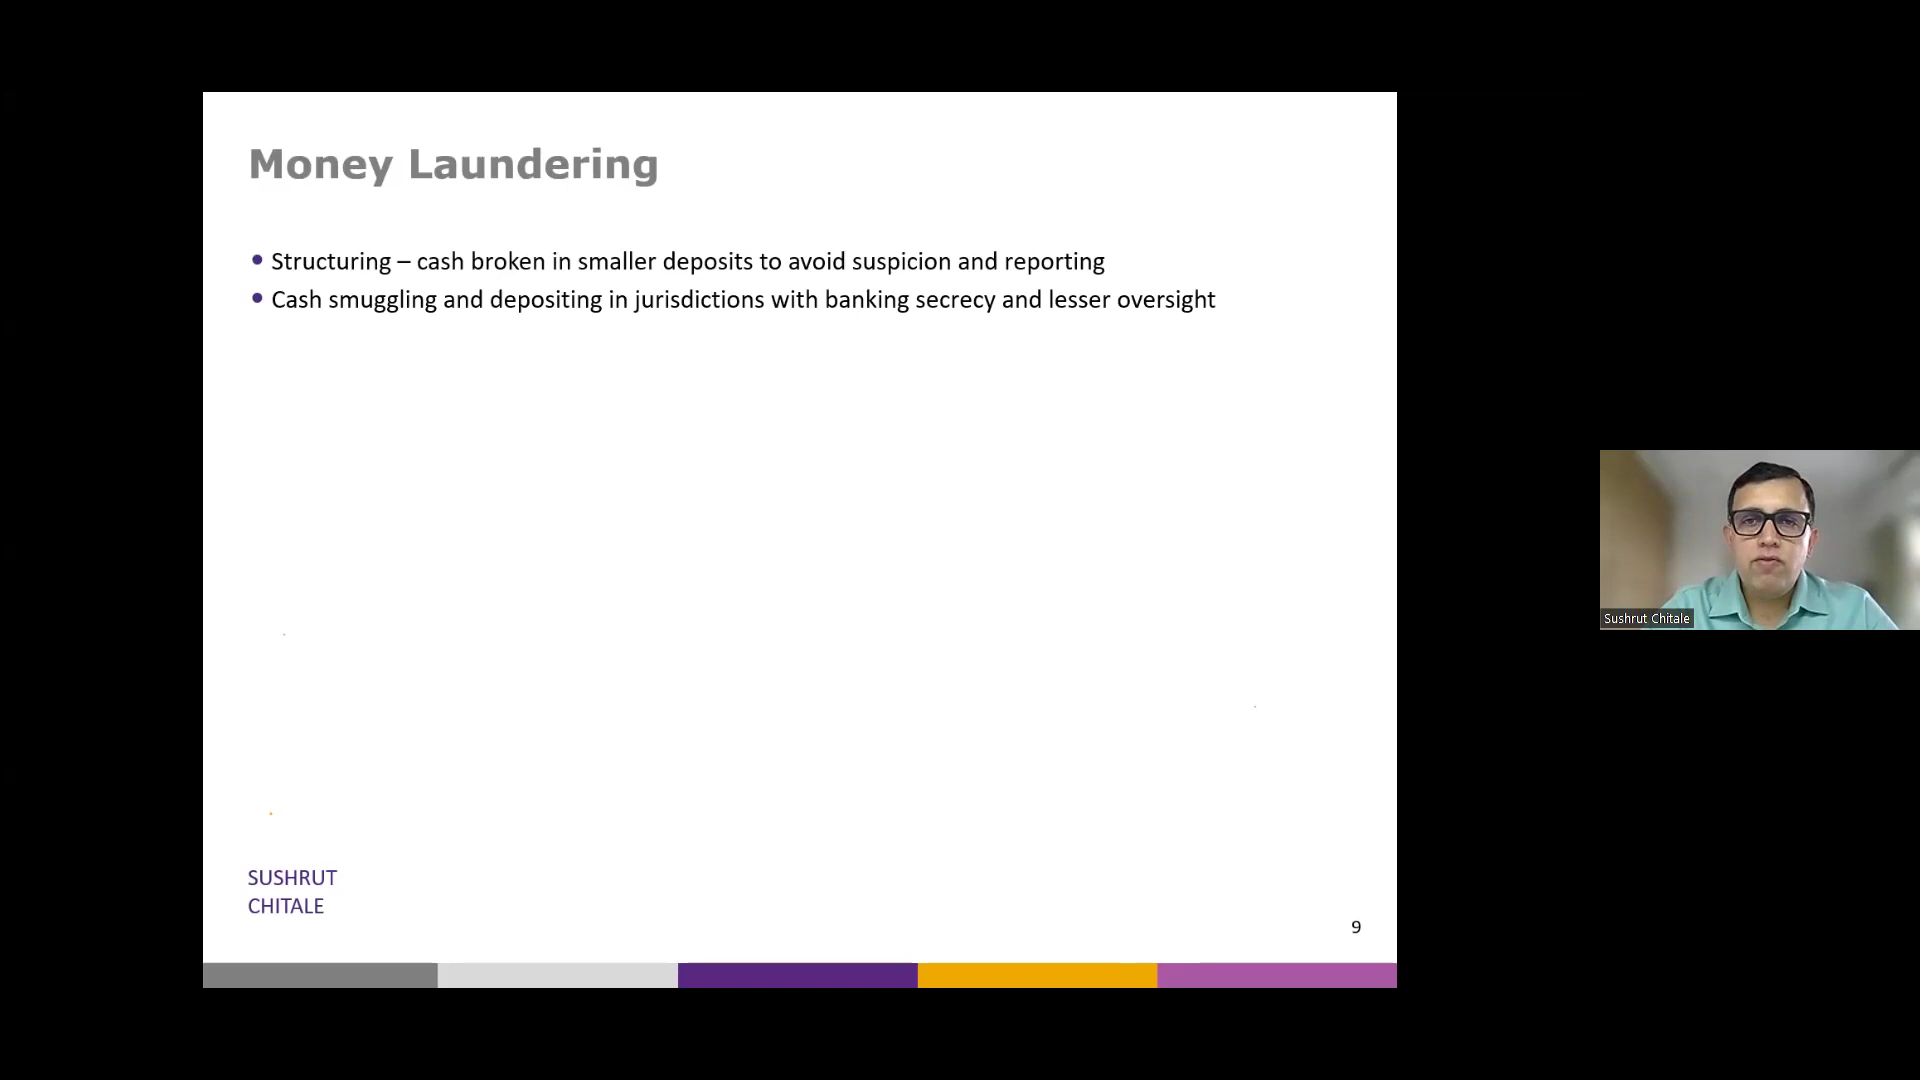 Money Laundering
• Structuring – cash broken in smaller deposits to avoid suspicion and reporting
• Cash smuggling and depositing in jurisdictions with banking secrecy and lesser oversight
Sushrut Chitale
SUSHRUT
CHITALE
9